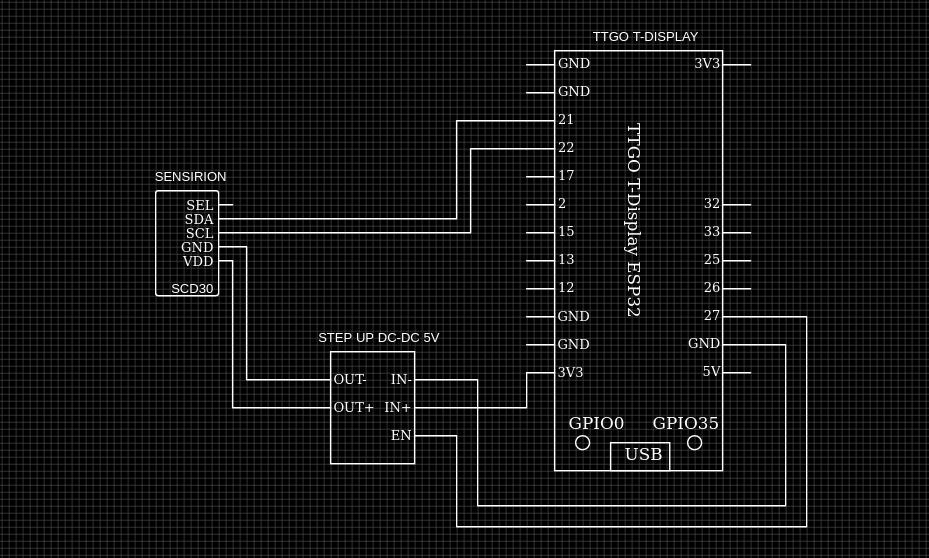 TTGO T-DISPLAY
GND
3V3
GND
21
22
17
2
32
15
33
13
25
12
26
GND
27
GND
GND
3V3
5V
TTGO T-Display ESP32
GPIO0
GPIO35
USB
SENSIRION
SEL
SDA
SCL
GND
VDD
SCD30
STEP UP DC-DC 5V
OUT-
IN-
OUT+
IN+
EN